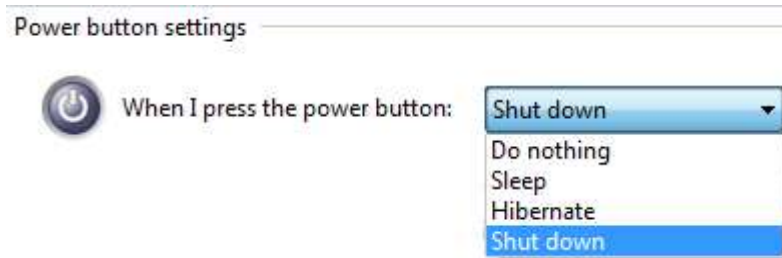 Power button settings
When I press the power button: Shut down
Do nothing
Sleep
Hibernate
Shut down